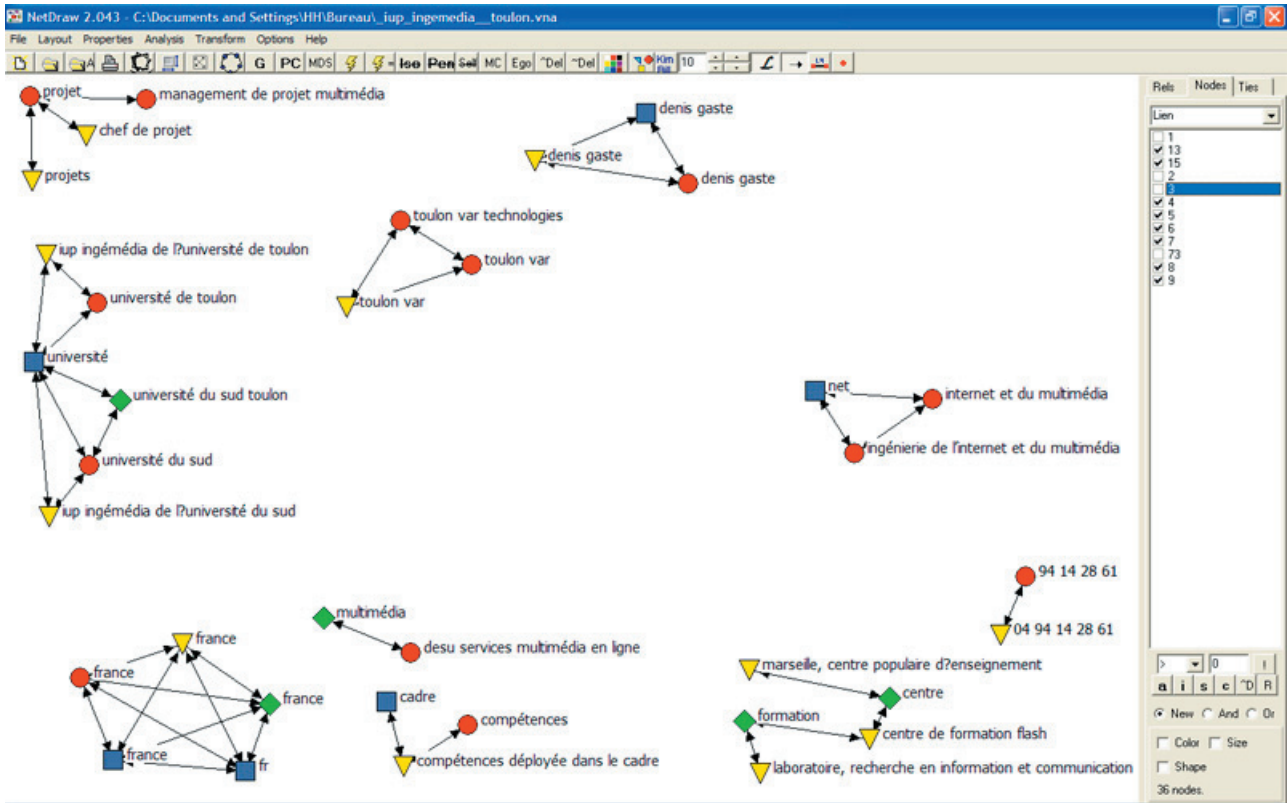 NetDraw 2.043 - C:\Documents and Settings\HH\Bureau\_iup_ingemedia__toulon.vna
File Layout Properties Analysis Transform Options Help
G PC MDS = Iso Pen MC Ego ~Del ~Del 10 L
Rels Nodes Ties
Lien
1
13
15
2
3
4
5
6
7
73
8
9
projet
management de projet multimédia
chef de projet
projets
denis gaste
denis gaste
denis gaste
toulon var technologies
toulon var
toulon var
iup ingémédia de l?université de toulon
université de toulon
université
université du sud toulon
université du sud
iup ingémédia de l?université du sud
net
internet et du multimédia
ingénierie de l'internet et du multimédia
94 14 28 61
04 94 14 28 61
multimédia
desu services multimédia en ligne
france
france
france
france
fr
cadre
compétences
compétences déployée dans le cadre
marseille, centre populaire d?enseignement
centre
formation
centre de formation flash
laboratoire, recherche en information et communication
> 0 I
a i s c ~D R
New And Or
Color Size
Shape
36 nodes.